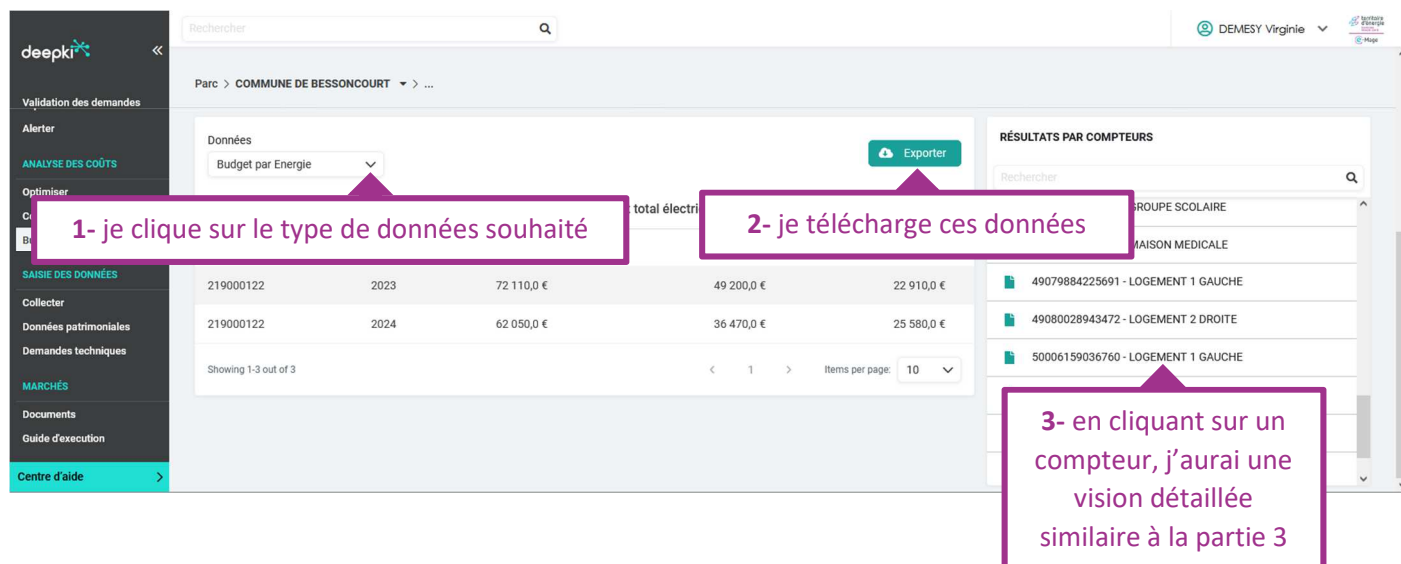 deepki
«
Rechercher
DEMESY Virginie
territoire d'énergie
Parc > COMMUNE DE BESSONCOURT > ...
Validation des demandes
Alerter
ANALYSE DES COÛTS
Optimiser
SAISIE DES DONNÉES
Collecter
Données patrimoniales
Demandes techniques
MARCHÉS
Documents
Guide d'execution
Centre d'aide >
Données
Budget par Energie
Exporter
1- je clique sur le type de données souhaité
total électri
2- je télécharge ces données
219000122 2023 72 110,0 € 49 200,0 € 22 910,0 €
219000122 2024 62 050,0 € 36 470,0 € 25 580,0 €
Showing 1-3 out of 3 < 1 > Items per page: 10
RÉSULTATS PAR COMPTEURS
Rechercher
GROUPE SCOLAIRE
MAISON MEDICALE
49079884225691 - LOGEMENT 1 GAUCHE
49080028943472 - LOGEMENT 2 DROITE
50006159036760 - LOGEMENT 1 GAUCHE
3- en cliquant sur un
compteur, j'aurai une
vision détaillée
similaire à la partie 3